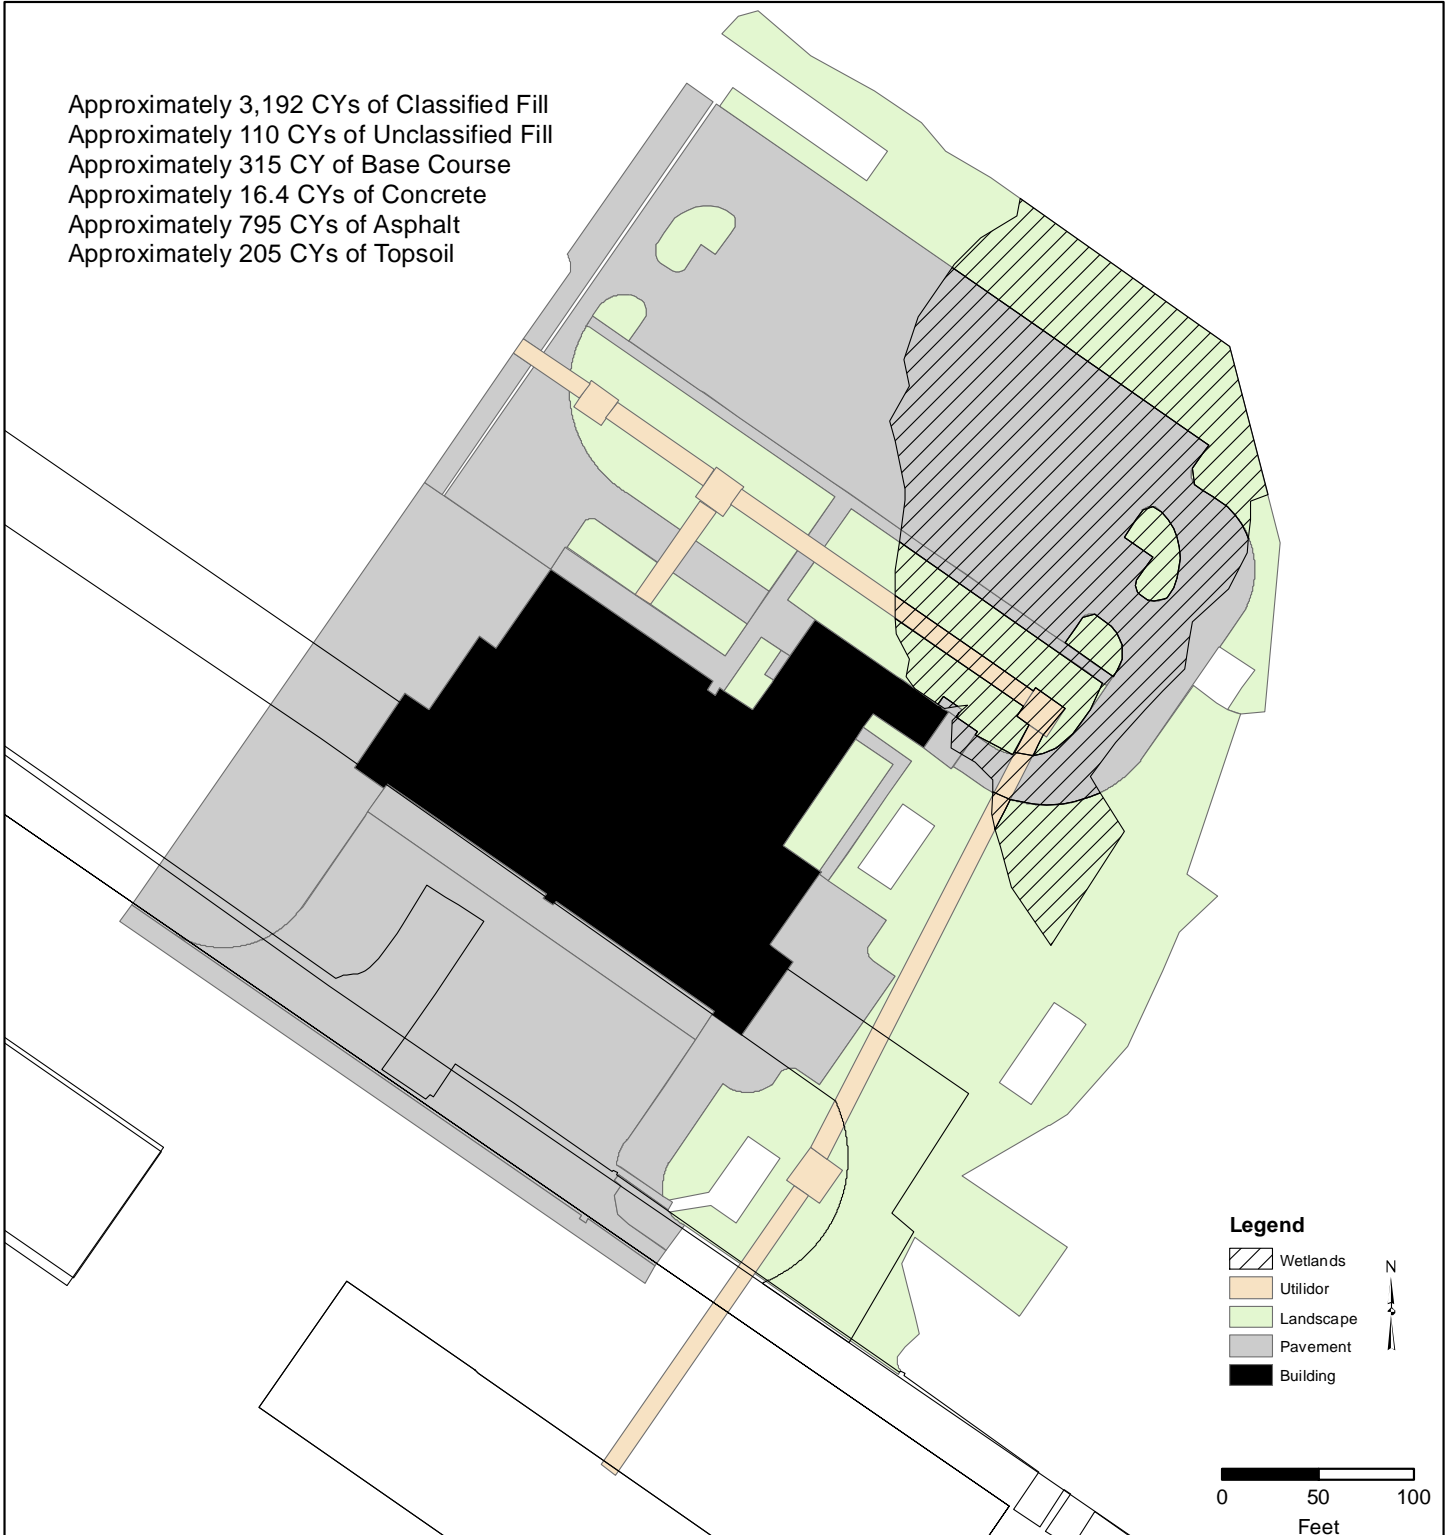 Approximately 3,192 CYs of Classified Fill
Approximately 110 CYs of Unclassified Fill
Approximately 315 CY of Base Course
Approximately 16.4 CYs of Concrete
Approximately 795 CYs of Asphalt
Approximately 205 CYs of Topsoil
Legend
Wetlands
Utilidor
Landscape
Pavement
Building
N
0 50 100
Feet